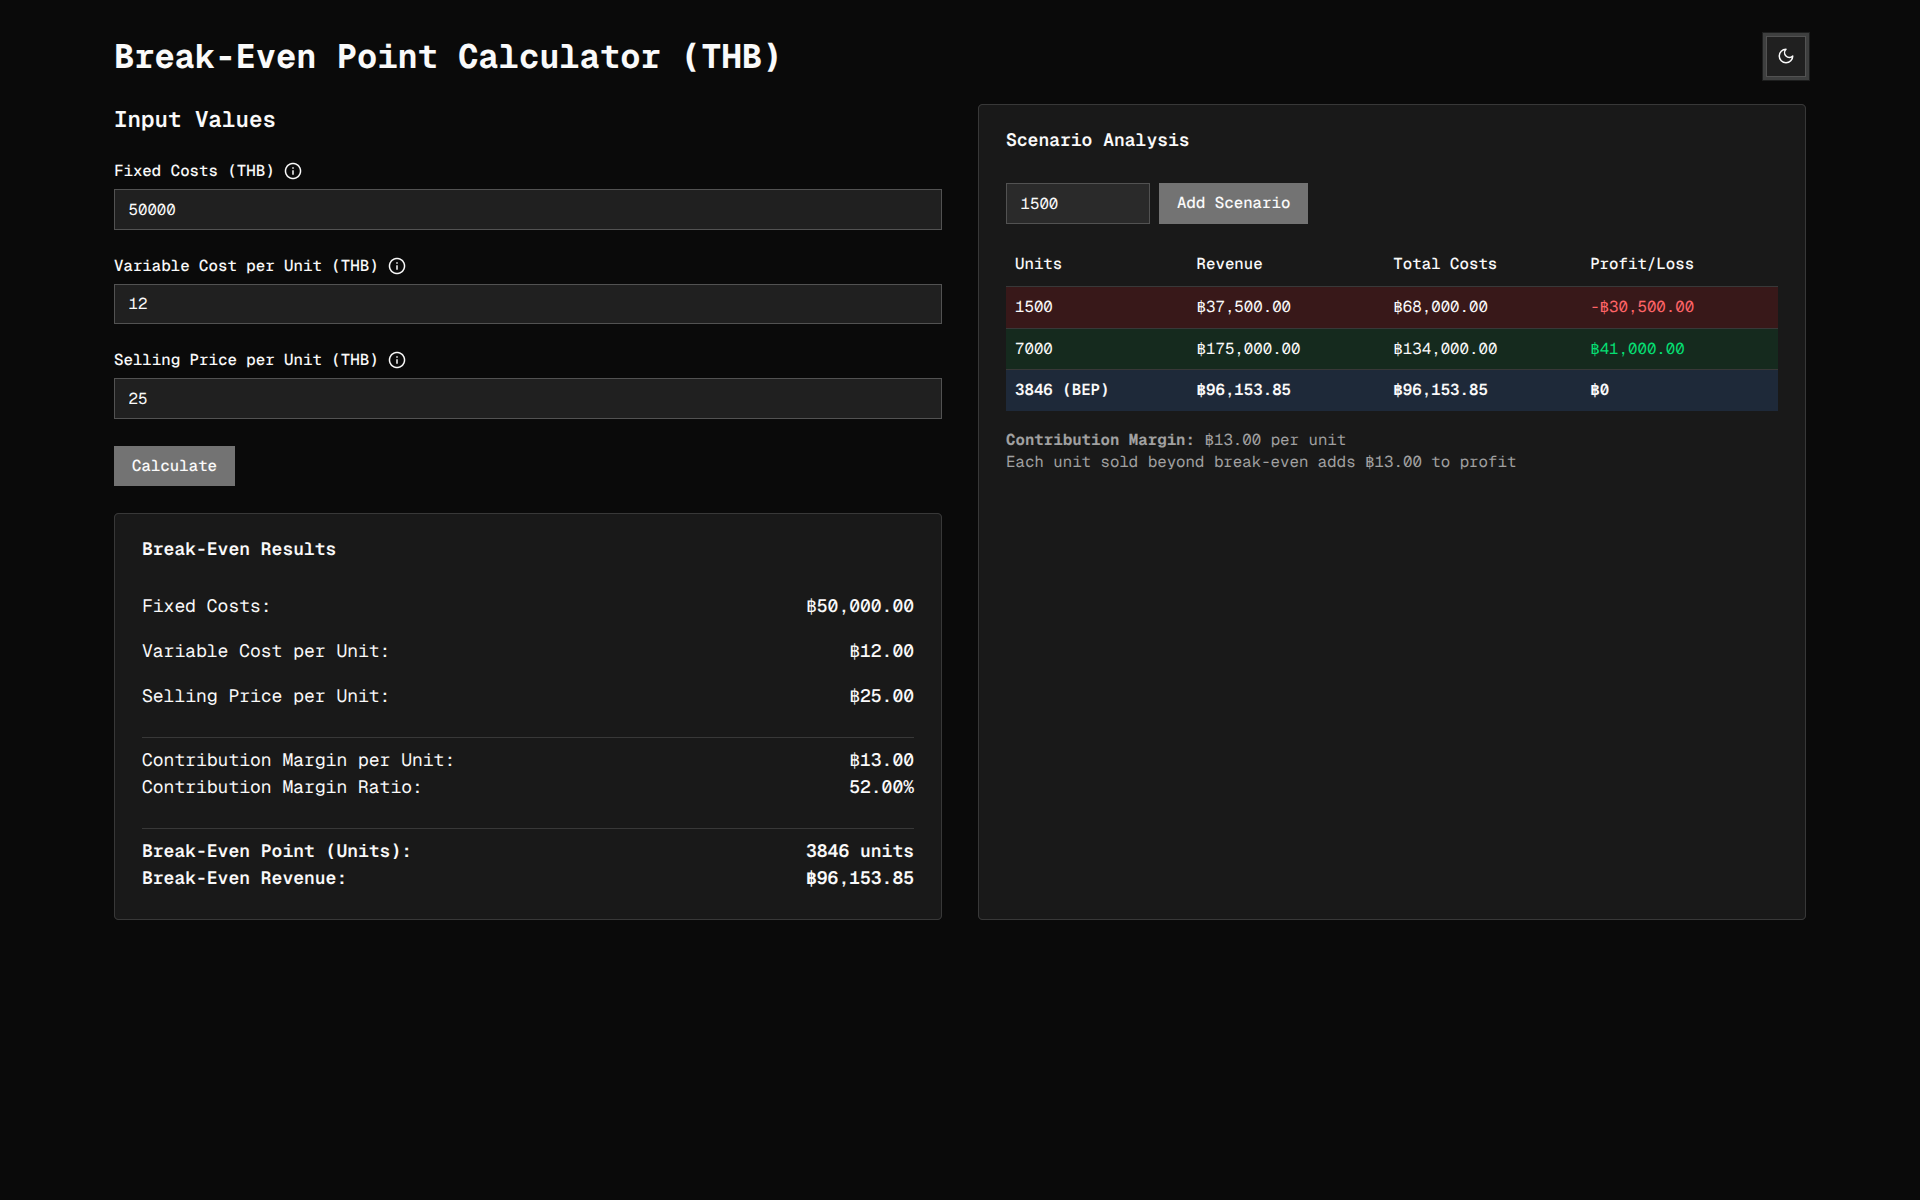 Break-Even Point Calculator (THB)
Input Values
Fixed Costs (THB)
50000
Variable Cost per Unit (THB)
12
Selling Price per Unit (THB)
25
Calculate
Break-Even Results
Fixed Costs: ฿50,000.00
Variable Cost per Unit: ฿12.00
Selling Price per Unit: ฿25.00
Contribution Margin per Unit: ฿13.00
Contribution Margin Ratio: 52.00%
Break-Even Point (Units): 3846 units
Break-Even Revenue: ฿96,153.85
Scenario Analysis
1500 Add Scenario
Units Revenue Total Costs Profit/Loss
1500 ฿37,500.00 ฿68,000.00 -฿30,500.00
7000 ฿175,000.00 ฿134,000.00 ฿41,000.00
3846 (BEP) ฿96,153.85 ฿96,153.85 ฿0
Contribution Margin: ฿13.00 per unit
Each unit sold beyond break-even adds ฿13.00 to profit